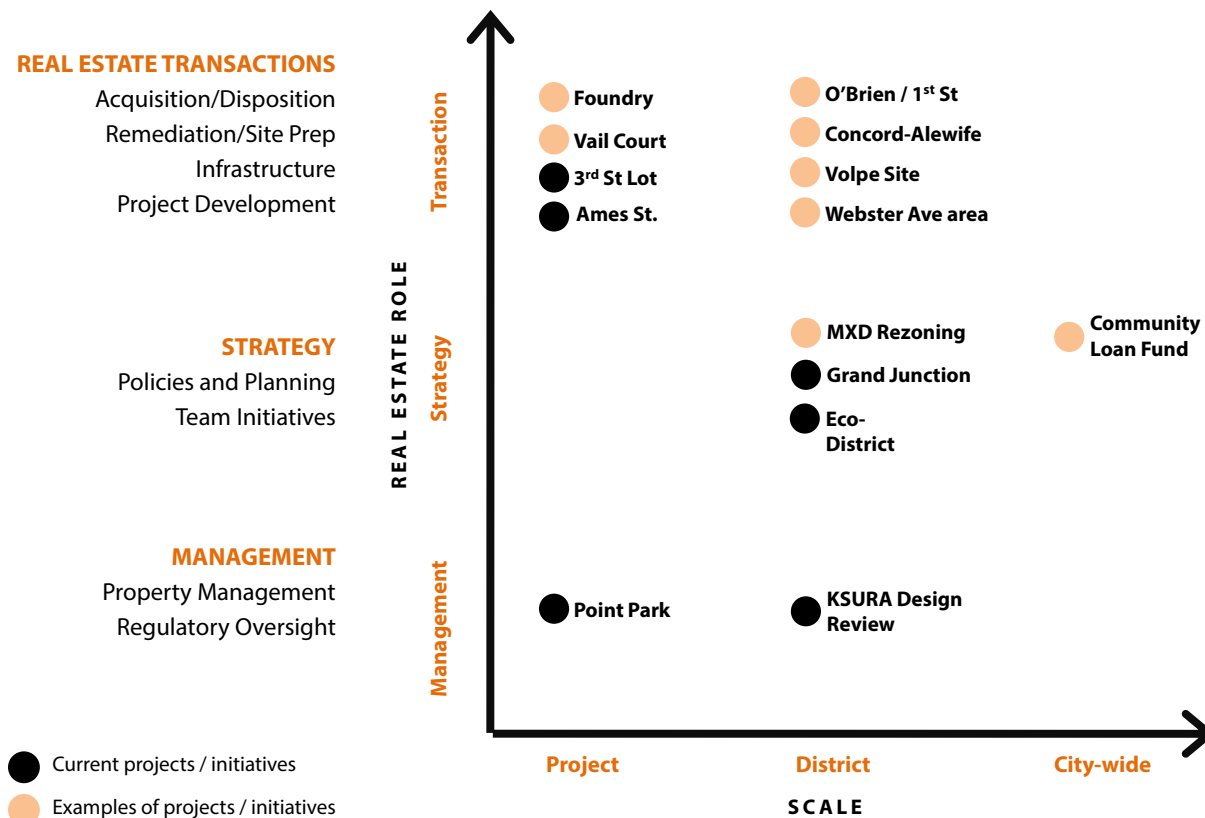 REAL ESTATE TRANSACTIONS
Acquisition/Disposition
Remediation/Site Prep
Infrastructure
Project Development
STRATEGY
Policies and Planning
Team Initiatives
MANAGEMENT
Property Management
Regulatory Oversight
Current projects / initiatives
Examples of projects / initiatives
REAL ESTATE ROLE
Transaction
Strategy
Management
Foundry
Vail Court
3rd St Lot
Ames St.
O'Brien / 1st St
Concord-Alewife
Volpe Site
Webster Ave area
MXD Rezoning
Grand Junction
Eco-
District
Community
Loan Fund
Point Park
KSURA Design
Review
Project
District
City-wide
SCALE